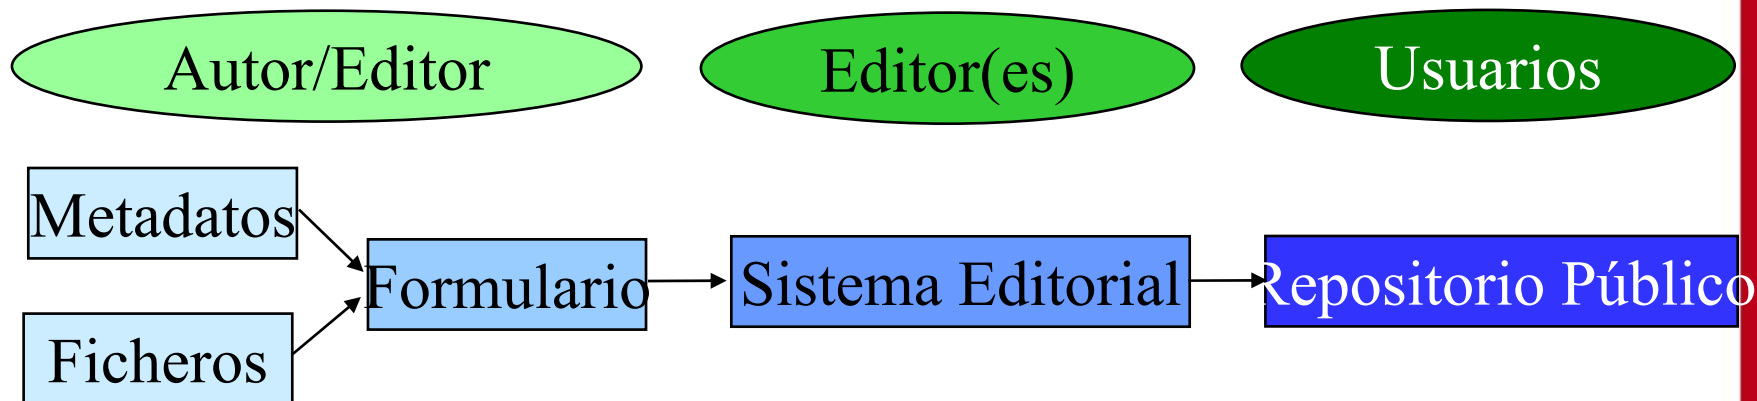 Autor/Editor
Editor(es)
Usuarios
Metadatos
Formulario
Sistema Editorial
Repositorio Público
Ficheros